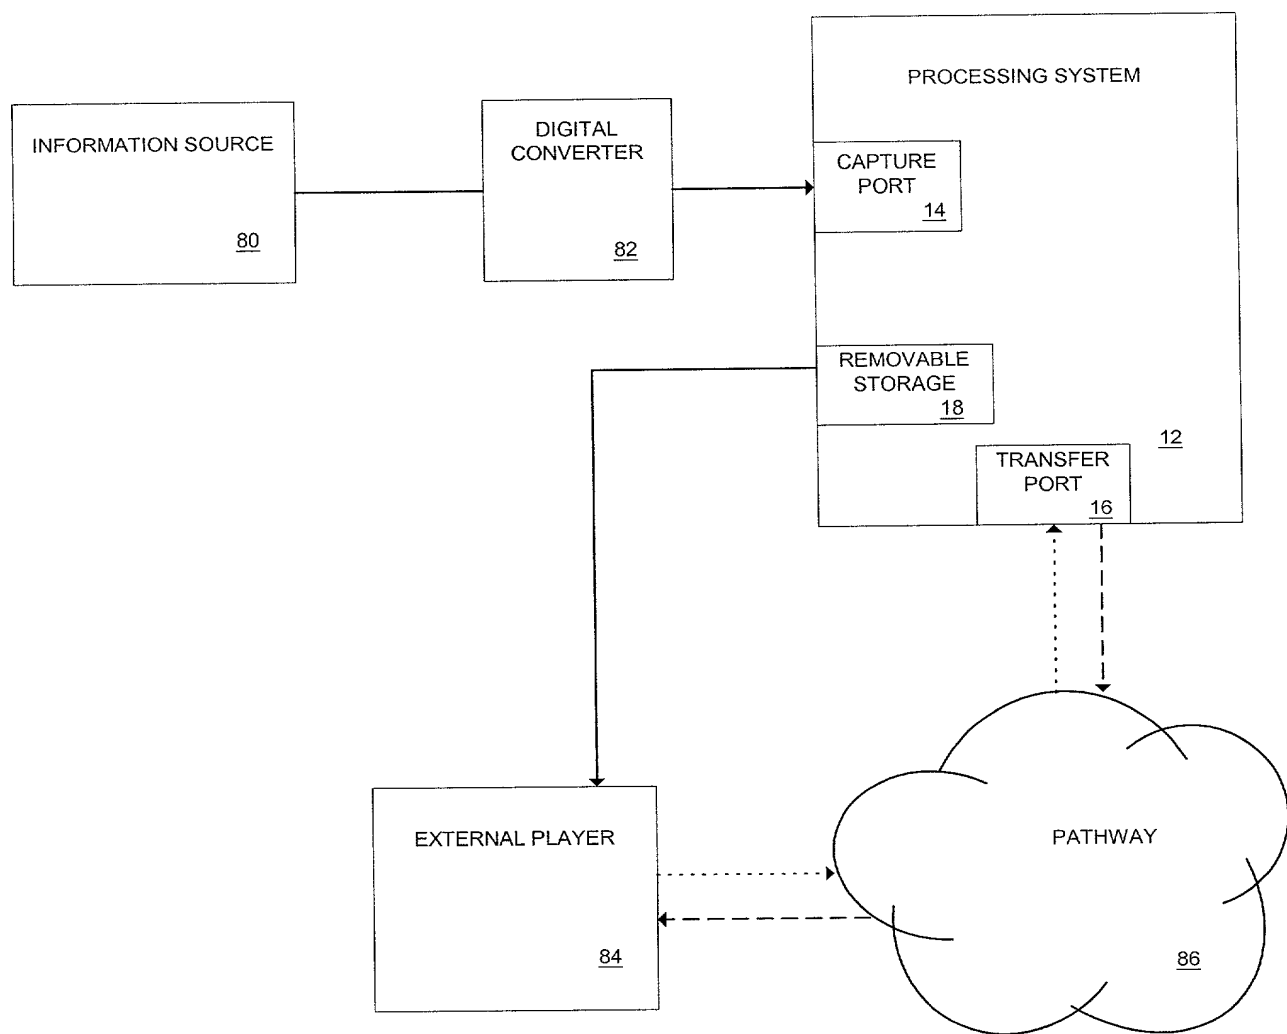 PROCESSING SYSTEM
INFORMATION SOURCE
80
DIGITAL
CONVERTER
82
CAPTURE
PORT
14
REMOVABLE
STORAGE
18
12
TRANSFER
PORT
16
EXTERNAL PLAYER
84
PATHWAY
86